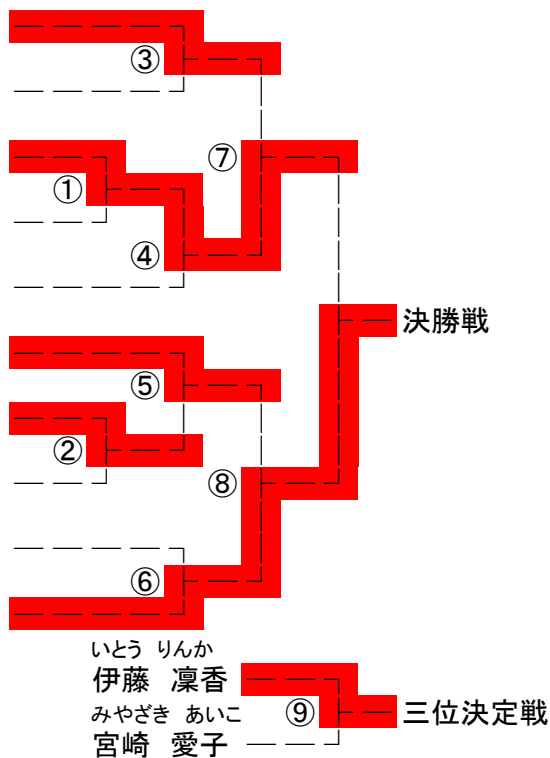 ③
⑦
①
④
決勝戦
⑤
②
⑧
⑥
いとう りんか
伊藤 凜香
みやざき あいこ
⑨ 三位決定戦
宮崎 愛子